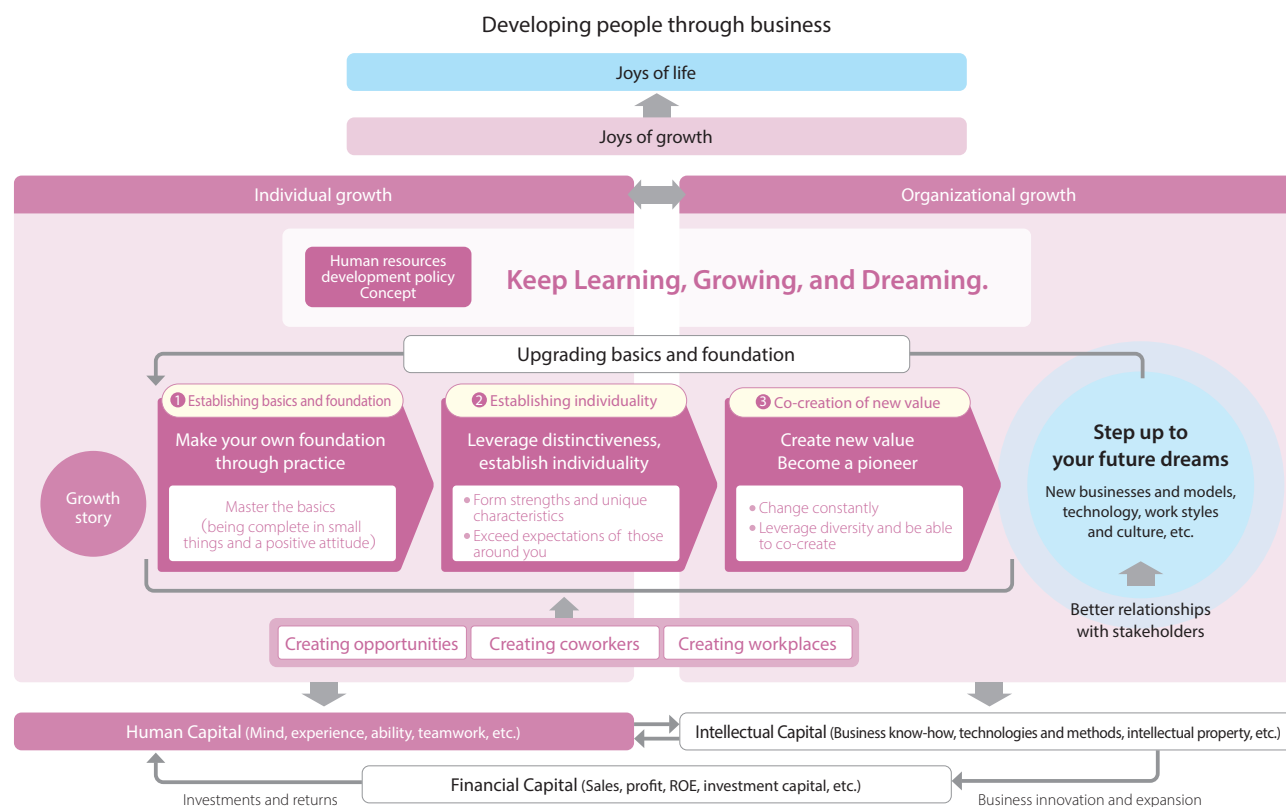 Developing people through business
Joys of life
Joys of growth
Individual growth
Organizational growth
Human resources
development policy
Concept
Keep Learning, Growing, and Dreaming.
Upgrading basics and foundation
1 Establishing basics and foundation
Make your own foundation
through practice
Master the basics
(being complete in small
things and a positive attitude)
2 Establishing individuality
Leverage distinctiveness,
establish individuality
• Form strengths and unique
characteristics
• Exceed expectations of those
around you
3 Co-creation of new value
Create new value
Become a pioneer
• Change constantly
• Leverage diversity and be able
to co-create
Growth
story
Step up to
your future dreams
New businesses and models,
technology, work styles
and culture, etc.
Better relationships
with stakeholders
Creating opportunities
Creating coworkers
Creating workplaces
Human Capital (Mind, experience, ability, teamwork, etc.)
Intellectual Capital (Business know-how, technologies and methods, intellectual property, etc.)
Financial Capital (Sales, profit, ROE, investment capital, etc.)
Investments and returns
Business innovation and expansion